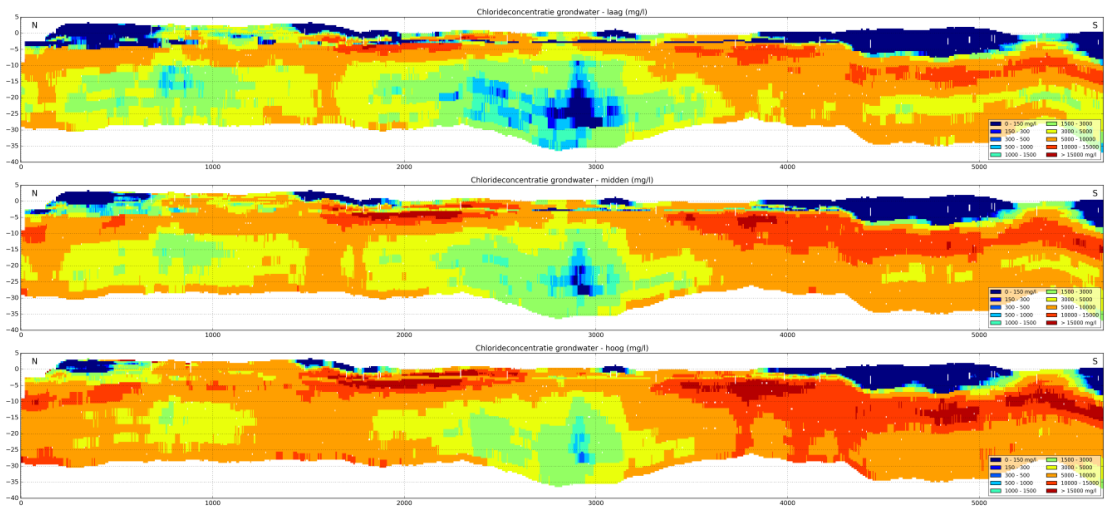 Chlorideconcentratie grondwater - laag (mg/l)
5
N
S
0
−5
−10
−15
−20
−25
−30
−35
−40
0 - 150 mg/l
1500 - 3000
150 - 300
3000 - 5000
300 - 500
5000 - 10000
500 - 1000
10000 - 15000
1000 - 1500
> 15000 mg/l
0
1000
2000
3000
4000
5000
Chlorideconcentratie grondwater - midden (mg/l)
5
N
S
0
−5
−10
−15
−20
−25
−30
−35
−40
0 - 150 mg/l
1500 - 3000
150 - 300
3000 - 5000
300 - 500
5000 - 10000
500 - 1000
10000 - 15000
1000 - 1500
> 15000 mg/l
0
1000
2000
3000
4000
5000
Chlorideconcentratie grondwater - hoog (mg/l)
5
N
S
0
−5
−10
−15
−20
−25
−30
−35
−40
0 - 150 mg/l
1500 - 3000
150 - 300
3000 - 5000
300 - 500
5000 - 10000
500 - 1000
10000 - 15000
1000 - 1500
> 15000 mg/l
0
1000
2000
3000
4000
5000